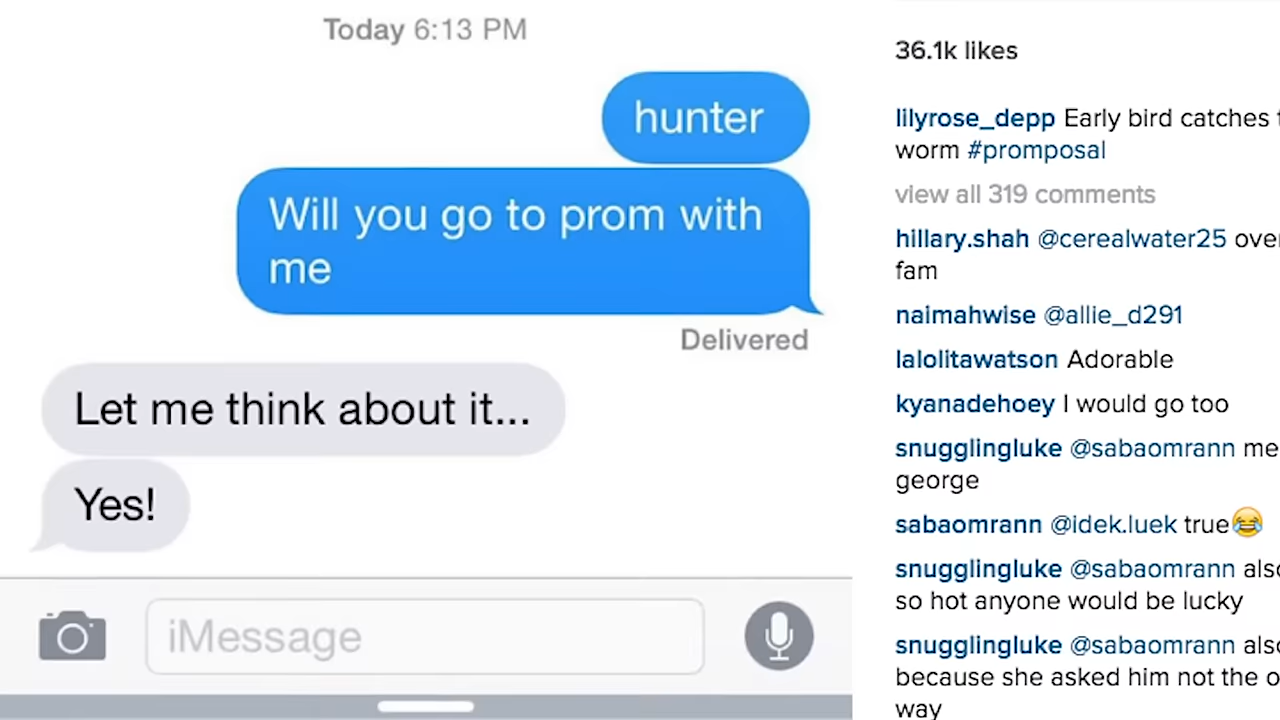 Today 6:13 PM
hunter
Will you go to prom with
me
Delivered
Let me think about it...
Yes!
iMessage
36.1k likes
lilyrose_depp Early bird catches
worm #promposal
view all 319 comments
hillary.shah @cerealwater25
fam
naimahwise @allie_d291
lalolitawatson Adorable
kyanadehoey I would go too
snugglingluke @sabaomrann me
george
sabaomrann @idek.luek true😂
snugglingluke @sabaomrann
so hot anyone would be lucky
snugglingluke @sabaomrann
because she asked him not the
way